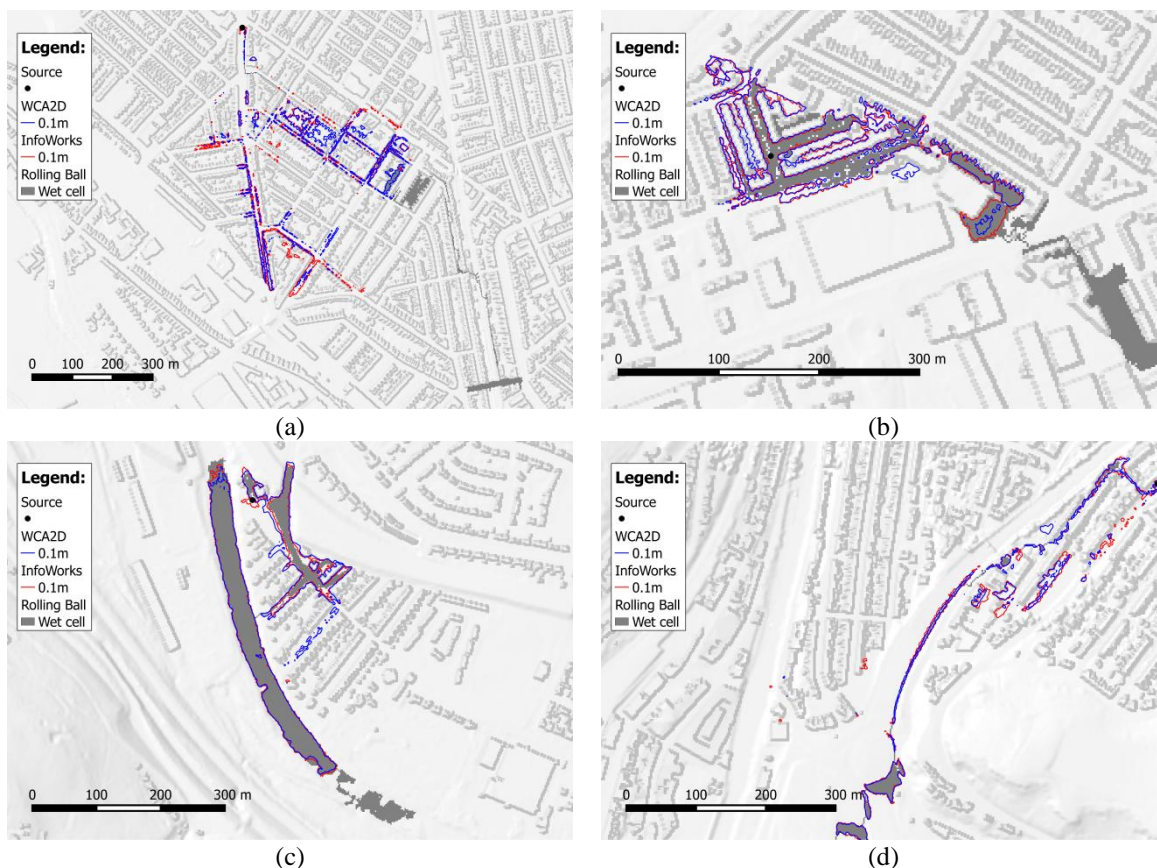 Legend:
Source
WCA2D
0.1m
InfoWorks
0.1m
Rolling Ball
Wet cell
0 100 200 300 m
(a)
Legend:
Source
WCA2D
0.1m
InfoWorks
0.1m
Rolling Ball
Wet cell
0 100 200 300 m
(b)
Legend:
Source
WCA2D
0.1m
InfoWorks
0.1m
Rolling Ball
Wet cell
0 100 200 300 m
(c)
Legend:
Source
WCA2D
0.1m
InfoWorks
0.1m
Rolling Ball
Wet cell
0 100 200 300 m
(d)